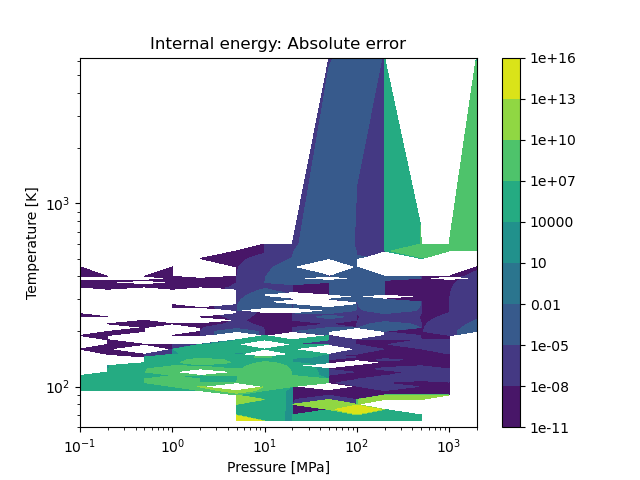 Internal energy: Absolute error
Temperature [K]
10³
10²
10⁻¹
10⁰
10¹
10²
10³
Pressure [MPa]
1e+16
1e+13
1e+10
1e+07
10000
10
0.01
1e-05
1e-08
1e-11